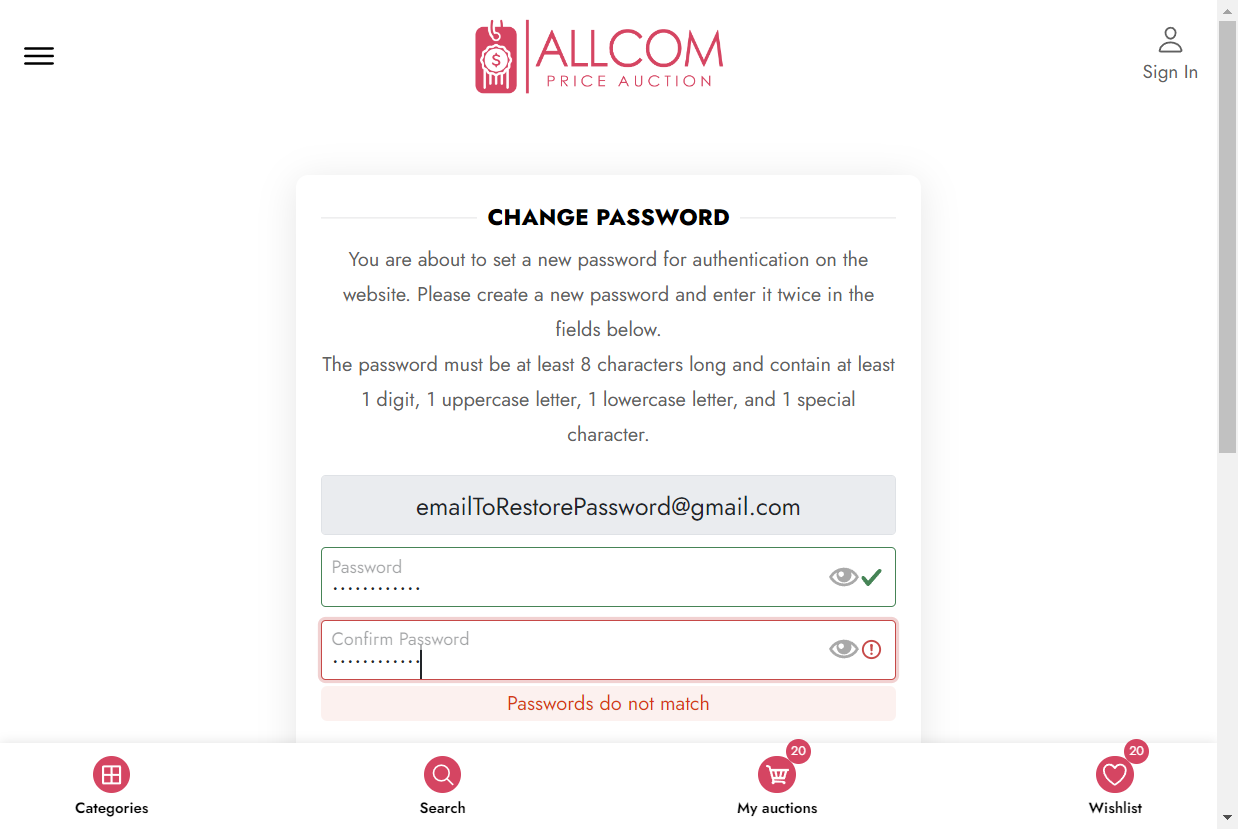 ALLCOM
PRICE AUCTION
$
Sign In
CHANGE PASSWORD
You are about to set a new password for authentication on the
website. Please create a new password and enter it twice in the
fields below.
The password must be at least 8 characters long and contain at least
1 digit, 1 uppercase letter, 1 lowercase letter, and 1 special
character.
emailToRestorePassword@gmail.com
Password
············
Confirm Password
············
Passwords do not match
20
20
Categories
Search
My auctions
Wishlist